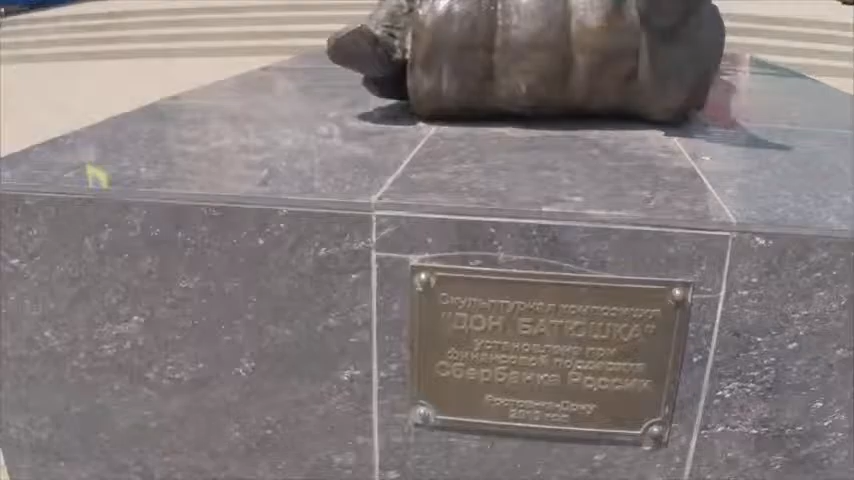 Скульптурная композиция
"ДОН БАТЮШКА"
установлена при
финансовой поддержке
Сбербанка России
Ростов-на-Дону